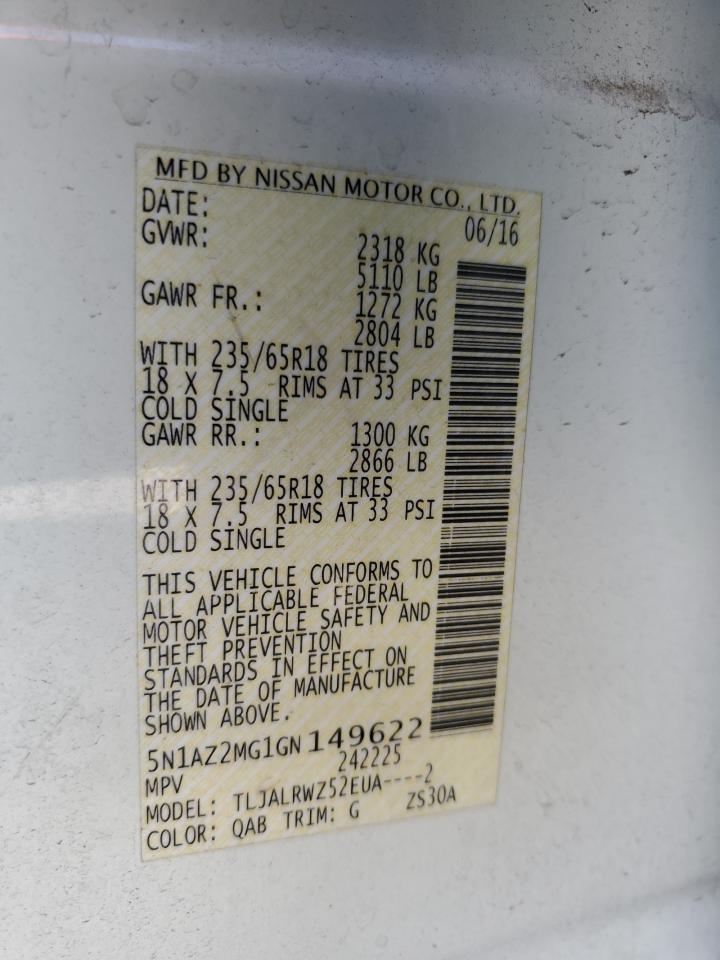 MFD BY NISSAN MOTOR CO., LTD.
DATE: 06/16
GVWR: 2318 KG
5110 LB
GAWR FR.: 1272 KG
2804 LB
WITH 235/65R18 TIRES
18 X 7.5 RIMS AT 33 PSI
COLD SINGLE
GAWR RR.: 1300 KG
2866 LB
WITH 235/65R18 TIRES
18 X 7.5 RIMS AT 33 PSI
COLD SINGLE
THIS VEHICLE CONFORMS TO
ALL APPLICABLE FEDERAL
MOTOR VEHICLE SAFETY AND
THEFT PREVENTION
STANDARDS IN EFFECT ON
THE DATE OF MANUFACTURE
SHOWN ABOVE.
5N1AZ2MG1GN149622
MPV 242225
MODEL: TLJALRWZ52EUA----2
COLOR: QAB TRIM: G ZS30A